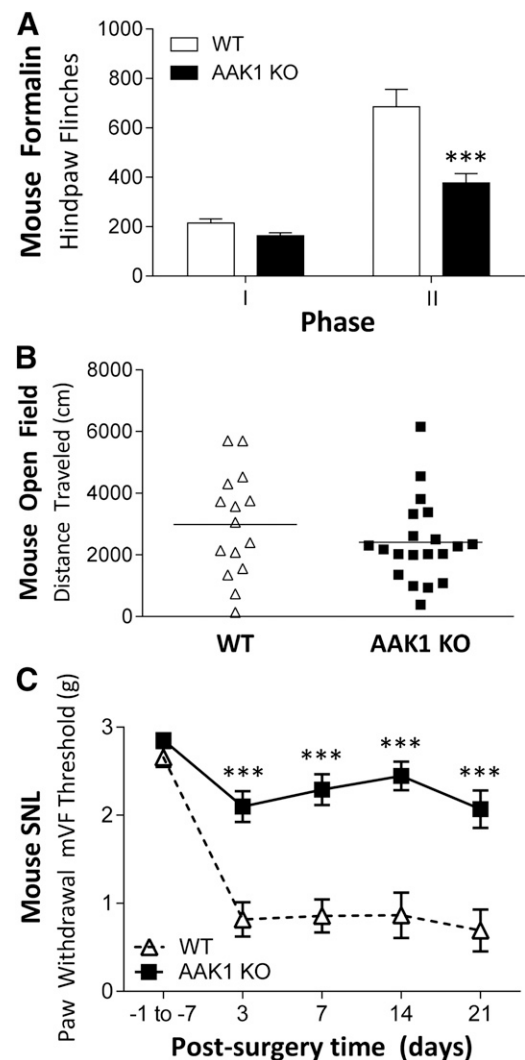 A
Mouse Formalin
Hindpaw Flinches
1000
800
600
400
200
0
WT
AAK1 KO
***
I
II
Phase
B
Mouse Open Field
Distance Traveled (cm)
8000
6000
4000
2000
0
WT
AAK1 KO
C
Mouse SNL
Paw Withdrawal mVF Threshold (g)
3
2
1
0
***
***
***
***
WT
AAK1 KO
-1 to -7
3
7
14
21
Post-surgery time (days)